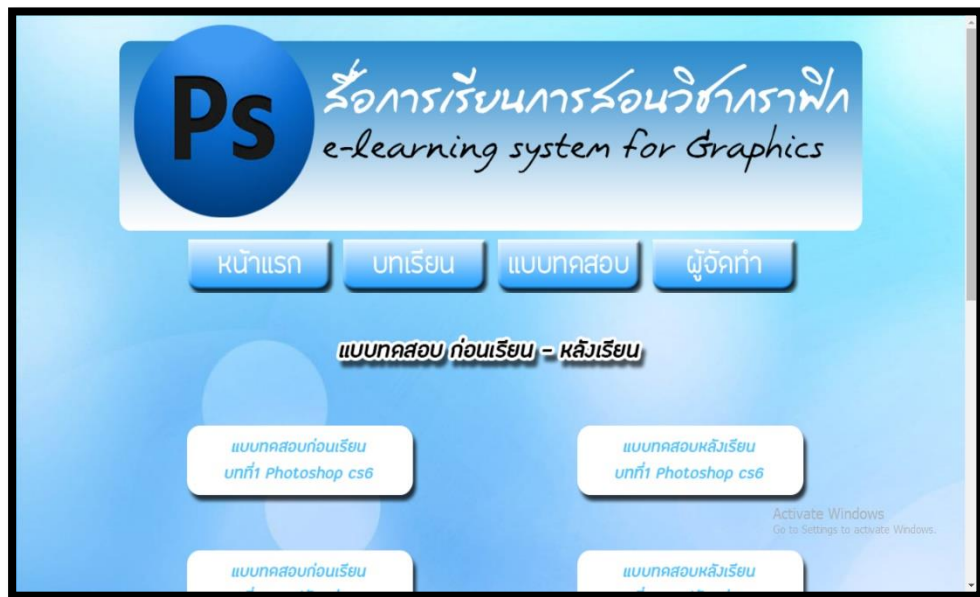 Ps
สื่อการเรียนการสอนวิชากราฟิก
e-learning system for Graphics
หน้าแรก
บทเรียน
แบบทดสอบ
ผู้จัดทำ
แบบทดสอบ ก่อนเรียน - หลังเรียน
แบบทดสอบก่อนเรียน
บทที่1 Photoshop cs6
แบบทดสอบหลังเรียน
บทที่1 Photoshop cs6
Activate Windows
Go to Settings to activate Windows.
แบบทดสอบก่อนเรียน
แบบทดสอบหลังเรียน